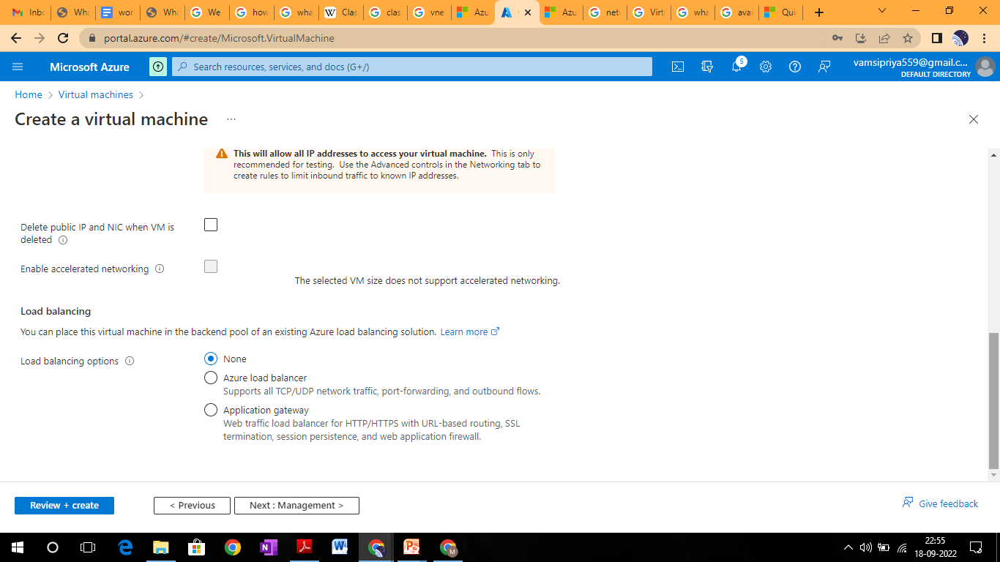 Inbo
Wha
wor
Wha
We
how
wha
Clas
clas
vne
Azu
Azu
netv
Virt
wha
avai
Qui
portal.azure.com/#create/Microsoft.VirtualMachine
Microsoft Azure
Search resources, services, and docs (G+/)
5
vamsipriya559@gmail.c...
DEFAULT DIRECTORY
Home > Virtual machines >
Create a virtual machine ...
This will allow all IP addresses to access your virtual machine. This is only
recommended for testing. Use the Advanced controls in the Networking tab to
create rules to limit inbound traffic to known IP addresses.
Delete public IP and NIC when VM is
deleted
Enable accelerated networking
The selected VM size does not support accelerated networking.
Load balancing
You can place this virtual machine in the backend pool of an existing Azure load balancing solution. Learn more
Load balancing options
None
Azure load balancer
Supports all TCP/UDP network traffic, port-forwarding, and outbound flows.
Application gateway
Web traffic load balancer for HTTP/HTTPS with URL-based routing, SSL
termination, session persistence, and web application firewall.
Review + create
< Previous
Next : Management >
Give feedback
22:55
18-09-2022